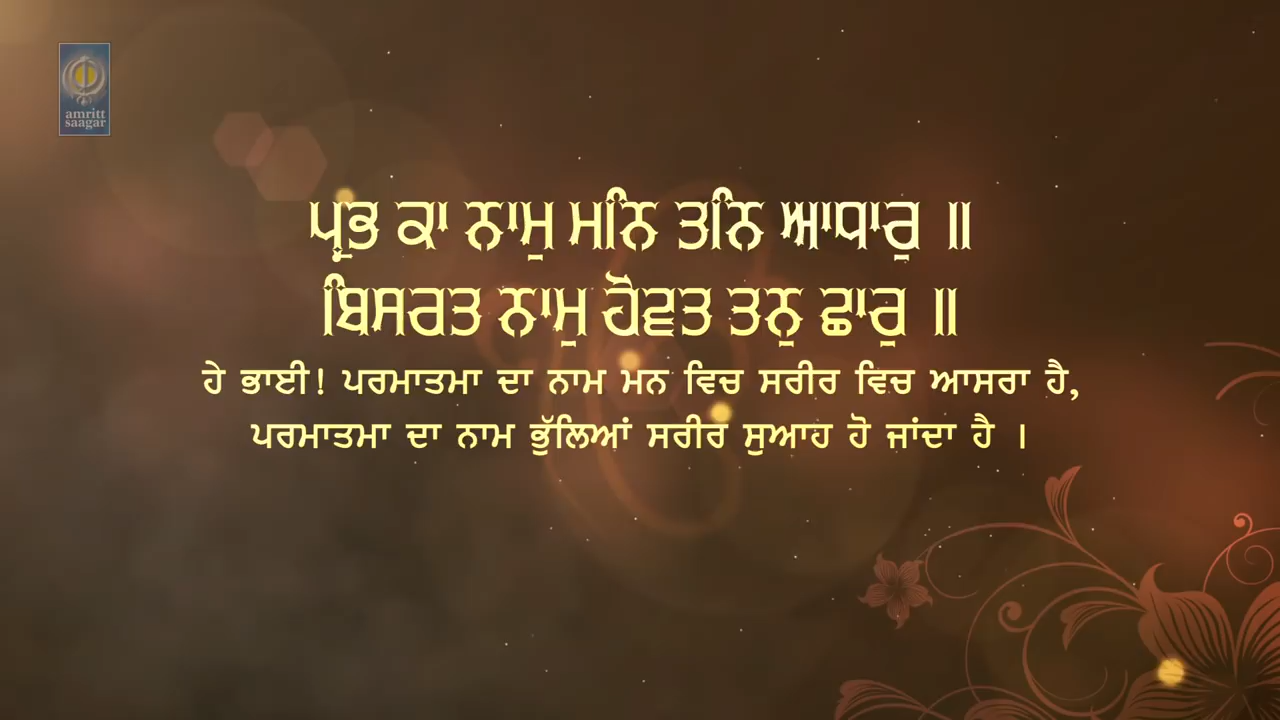 amritt
saagar
ਪ੍ਰਭ ਕਾ ਨਾਮੁ ਮਨਿ ਤਨਿ ਆਧਾਰੁ ॥
ਬਿਸਰਤ ਨਾਮੁ ਹੋਵਤ ਤਨੁ ਛਾਰੁ ॥
ਹੇ ਭਾਈ! ਪਰਮਾਤਮਾ ਦਾ ਨਾਮ ਮਨ ਵਿਚ ਸਰੀਰ ਵਿਚ ਆਸਰਾ ਹੈ,
ਪਰਮਾਤਮਾ ਦਾ ਨਾਮ ਭੁੱਲਿਆਂ ਸਰੀਰ ਸੁਆਹ ਹੋ ਜਾਂਦਾ ਹੈ ।